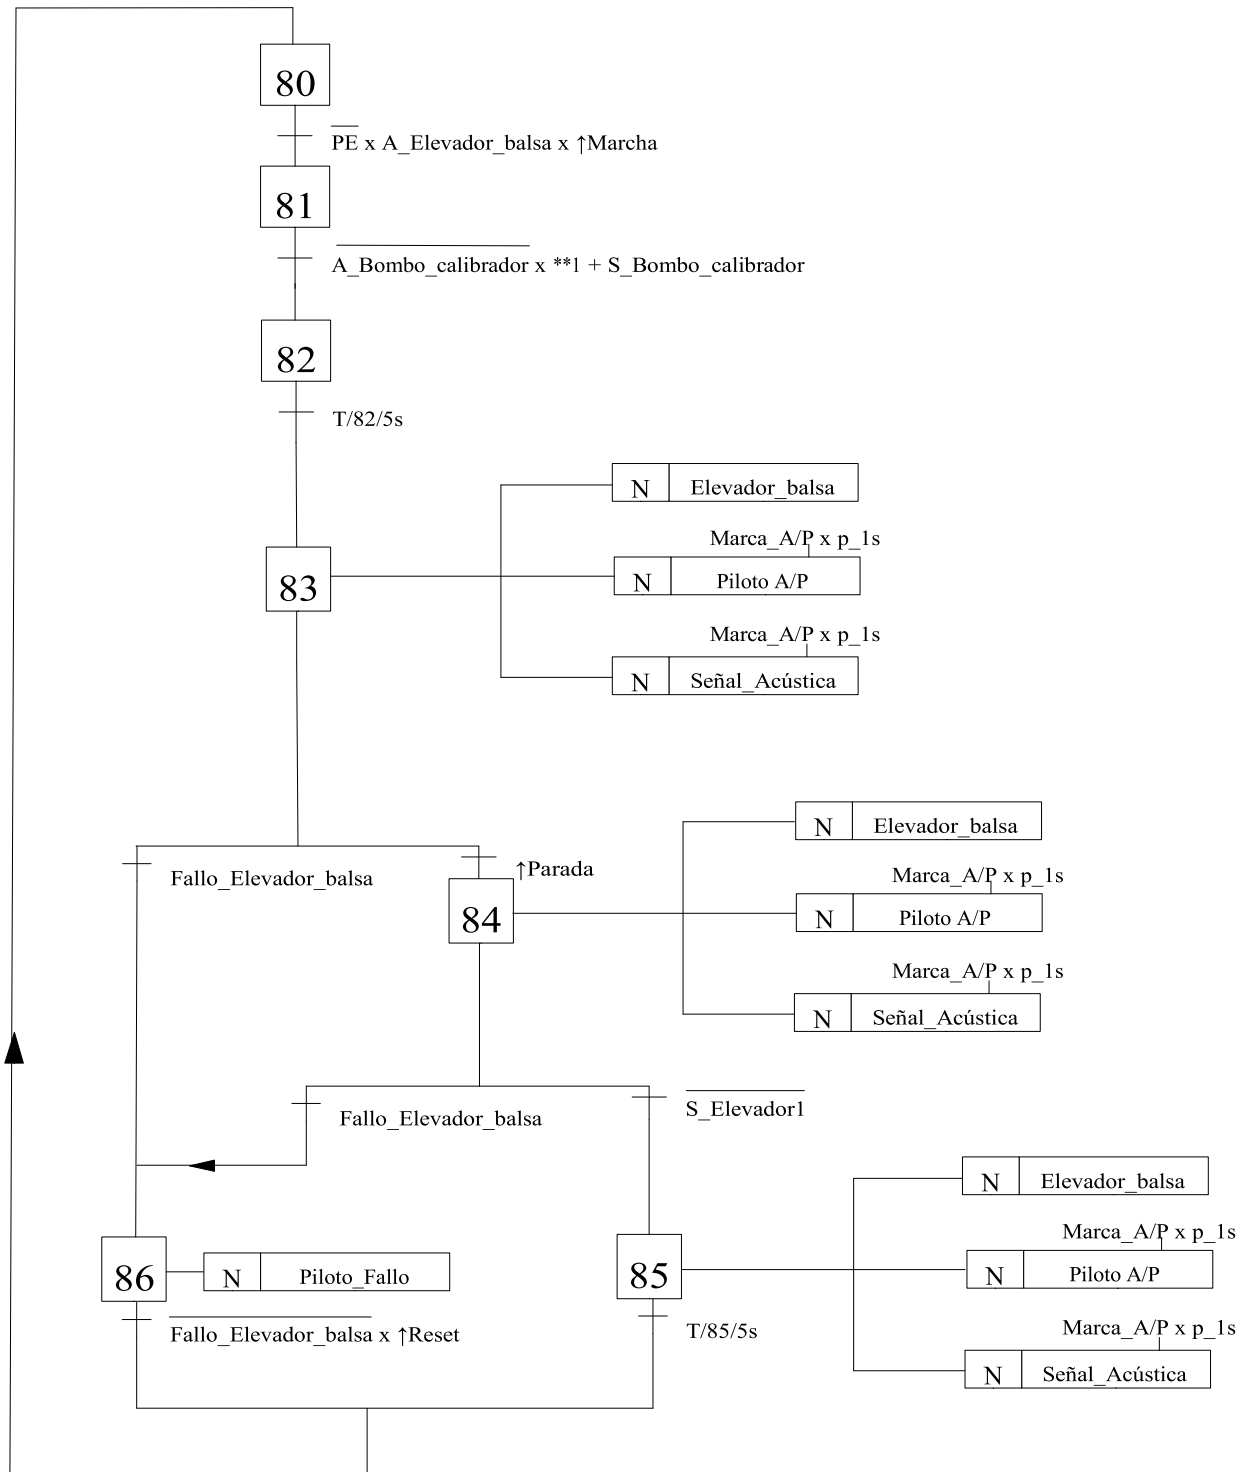 80
PE x A_Elevador_balsa x ↑Marcha
81
A_Bombo_calibrador x **1 + S_Bombo_calibrador
82
T/82/5s
N Elevador_balsa
Marca_A/P x p_1s
83
N Piloto A/P
Marca_A/P x p_1s
N Señal_Acústica
N Elevador_balsa
Fallo_Elevador_balsa
↑Parada
Marca_A/P x p_1s
84
N Piloto A/P
Marca_A/P x p_1s
N Señal_Acústica
Fallo_Elevador_balsa
S_Elevador1
N Elevador_balsa
Marca_A/P x p_1s
86
N Piloto_Fallo
85
N Piloto A/P
Fallo_Elevador_balsa x ↑Reset
T/85/5s
Marca_A/P x p_1s
N Señal_Acústica